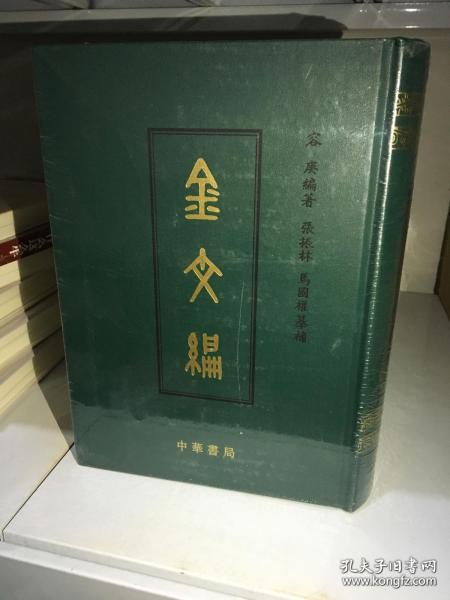 金文編
容庚編著 張振林 馬國權摹補
中華書局
孔夫子旧书网
www.kongfz.com